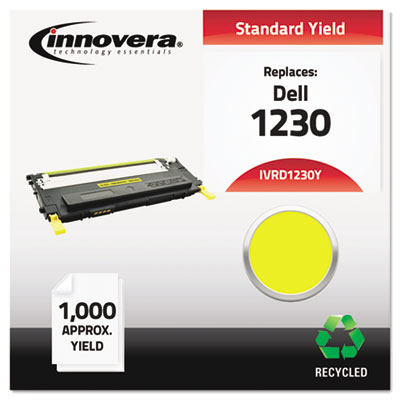 innovera
technology essentials
Standard Yield
Replaces:
Dell
1230
IVRD1230Y
1,000
APPROX.
YIELD
RECYCLED